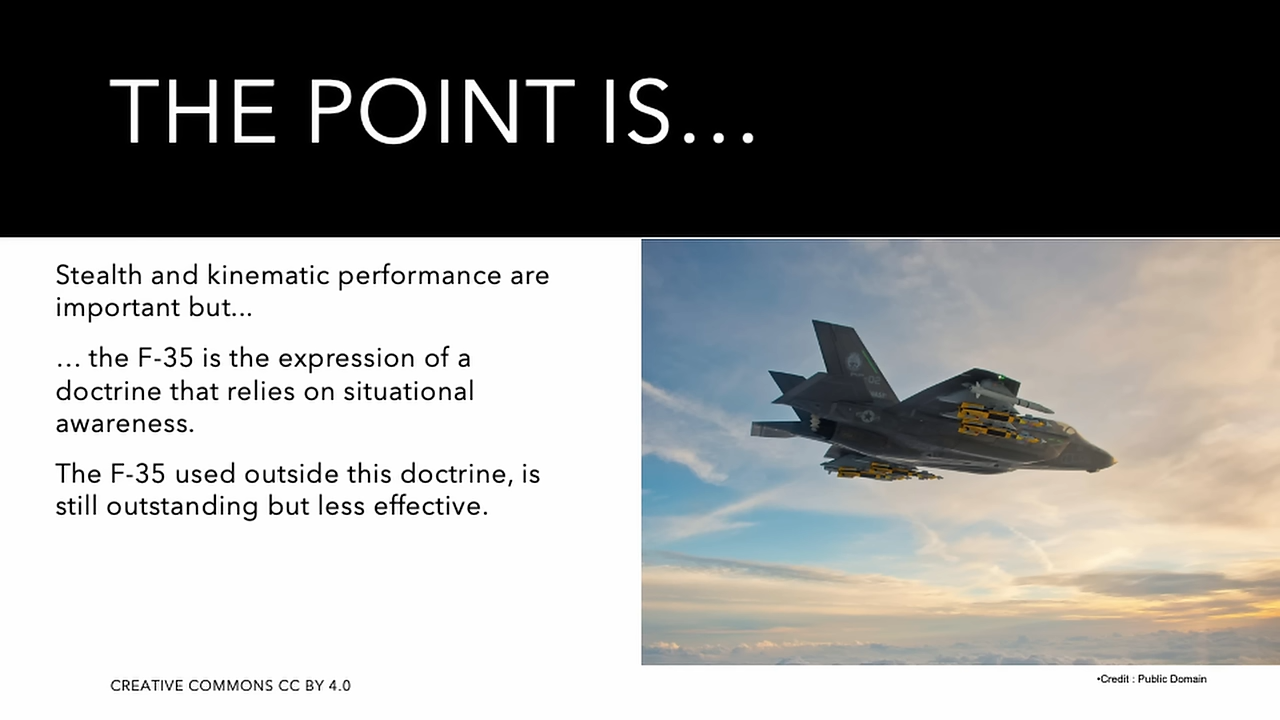 THE POINT IS...
Stealth and kinematic performance are
important but...
... the F-35 is the expression of a
doctrine that relies on situational
awareness.
The F-35 used outside this doctrine, is
still outstanding but less effective.
CREATIVE COMMONS CC BY 4.0
•Credit : Public Domain